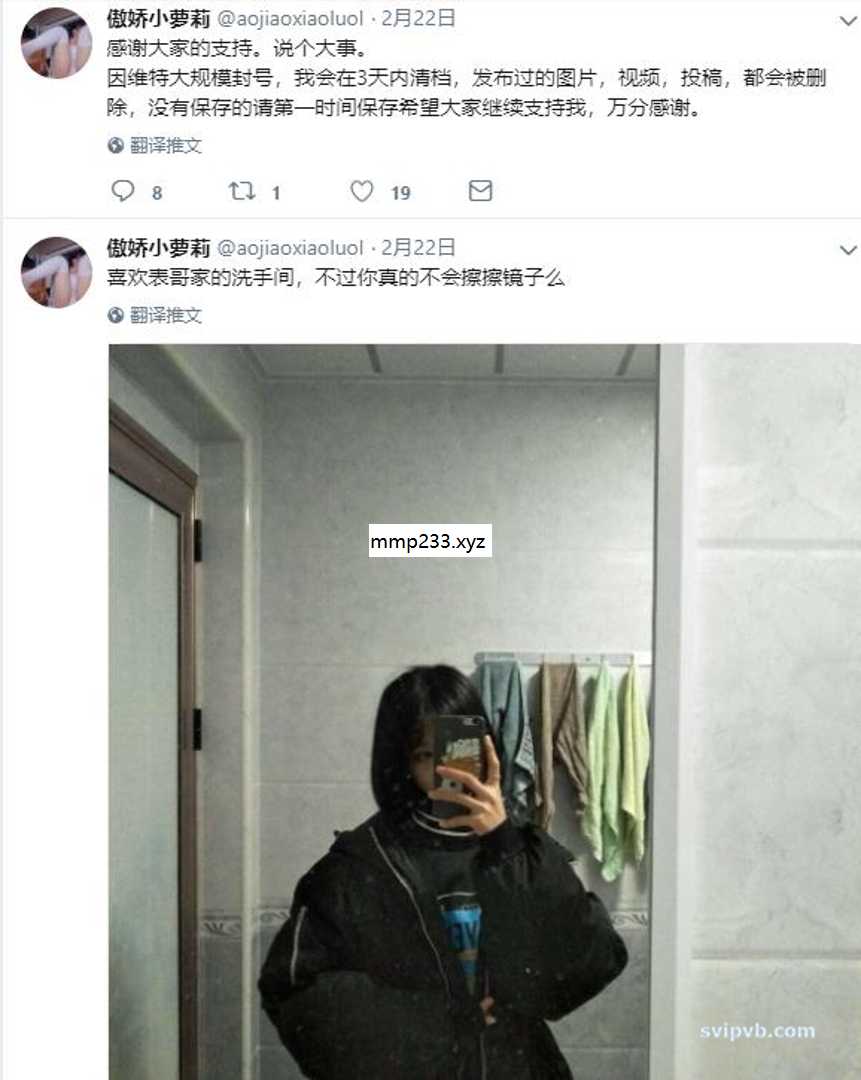 傲娇小萝莉 @aojiaoxiaoluol · 2月22日
感谢大家的支持。说个大事。
因维特大规模封号，我会在3天内清档，发布过的图片，视频，投稿，都会被删
除，没有保存的请第一时间保存希望大家继续支持我，万分感谢。
翻译推文
8 1 19
傲娇小萝莉 @aojiaoxiaoluol · 2月22日
喜欢表哥家的洗手间，不过你真的不会擦擦镜子么
翻译推文
mmp233.xyz
svipvb.com